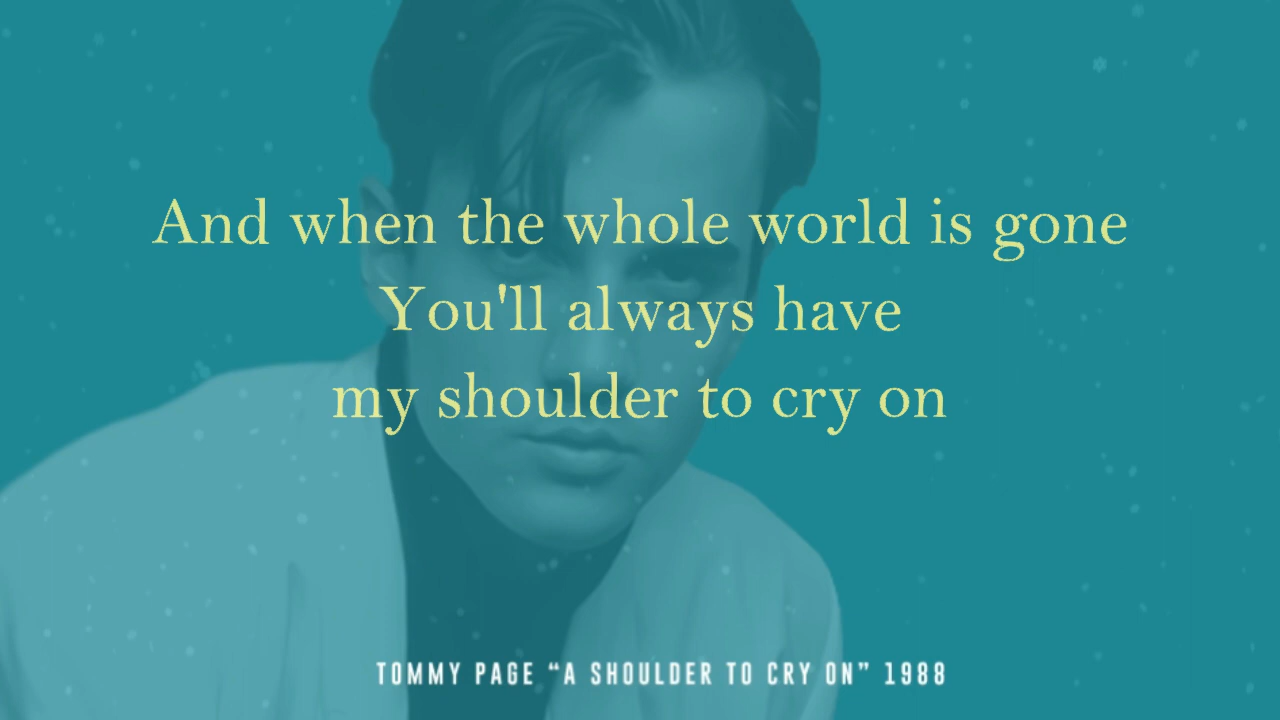 And when the whole world is gone
You'll always have
my shoulder to cry on
TOMMY PAGE “A SHOULDER TO CRY ON” 1988